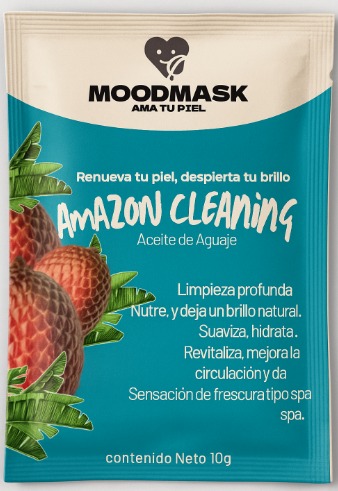 MOODMASK
AMA TU PIEL
Renueva tu piel, despierta tu brillo
AMAZON CLEANING
Aceite de Aguaje
Limpieza profunda
Nutre, y deja un brillo natural.
Suaviza, hidrata.
Revitaliza, mejora la
circulación y da
Sensación de frescura tipo spa
spa.
contenido Neto 10g